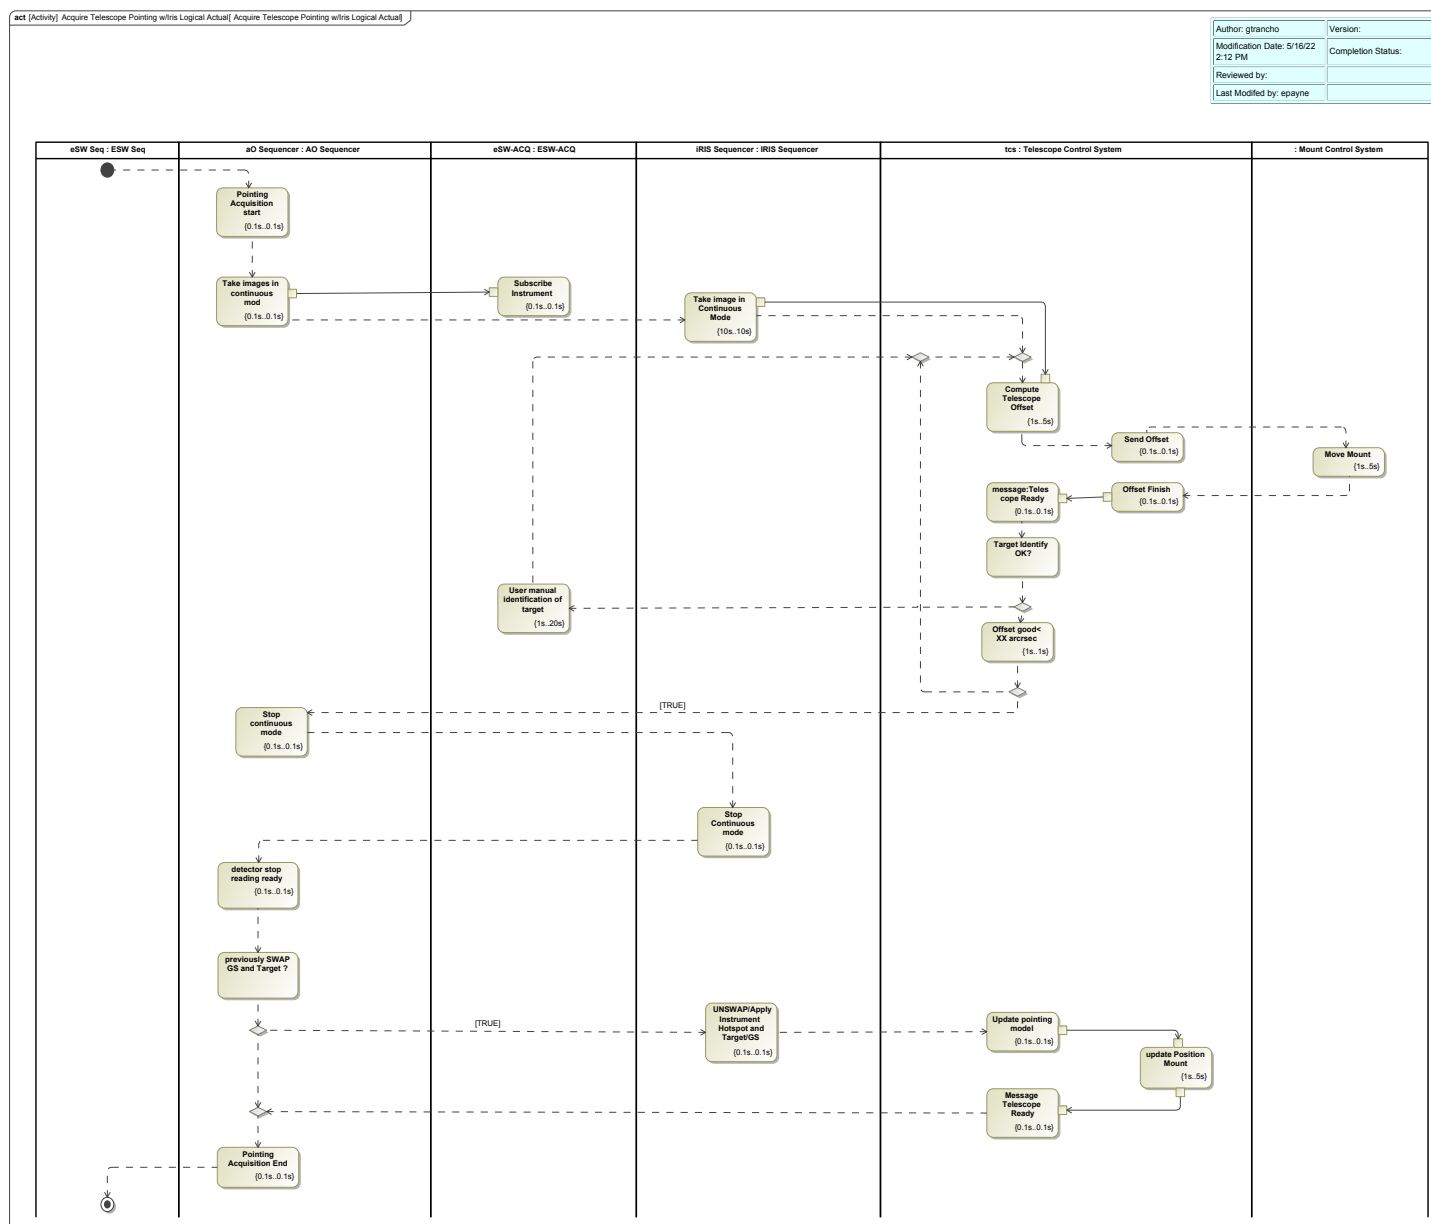 act [Activity] Acquire Telescope Pointing w/Iris Logical Actual[ Acquire Telescope Pointing w/Iris Logical Actual]
Author: gtrancho
Version:
Modification Date: 5/16/22
2:12 PM
Completion Status:
Reviewed by:
Last Modifed by: epayne
eSW Seq : ESW Seq
aO Sequencer : AO Sequencer
eSW-ACQ : ESW-ACQ
iRIS Sequencer : IRIS Sequencer
tcs : Telescope Control System
: Mount Control System
Pointing
Acquisition
start
{0.1s..0.1s}
Take images in
continuous
mod
{0.1s..0.1s}
Subscribe
Instrument
{0.1s..0.1s}
Take image in
Continuous
Mode
{10s..10s}
Compute
Telescope
Offset
{1s..5s}
Send Offset
{0.1s..0.1s}
Move Mount
{1s..5s}
message:Teles
cope Ready
{0.1s..0.1s}
Offset Finish
{0.1s..0.1s}
Target Identify
OK?
User manual
identification of
target
{1s..20s}
Offset good<
XX arcrsec
{1s..1s}
[TRUE]
Stop
continuous
mode
{0.1s..0.1s}
Stop
Continuous
mode
{0.1s..0.1s}
detector stop
reading ready
{0.1s..0.1s}
previously SWAP
GS and Target ?
[TRUE]
UNSWAP/Apply
Instrument
Hotspot and
Target/GS
{0.1s..0.1s}
Update pointing
model
{0.1s..0.1s}
update Position
Mount
{1s..5s}
Message
Telescope
Ready
{0.1s..0.1s}
Pointing
Acquisition End
{0.1s..0.1s}